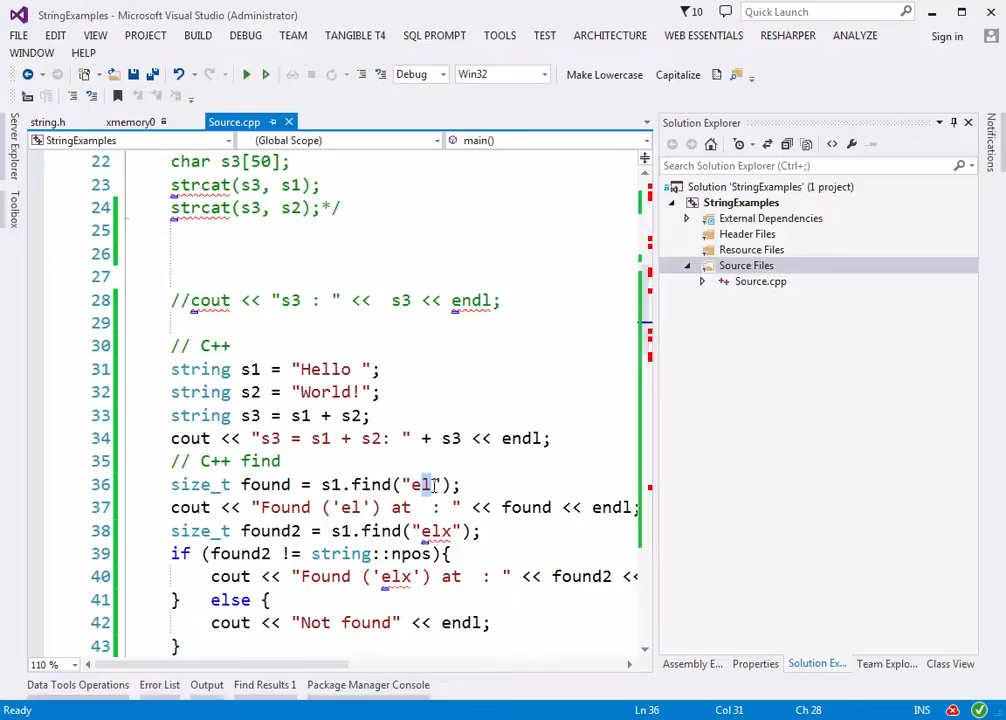 StringExamples - Microsoft Visual Studio (Administrator)
10
Quick Launch (Ctrl+Q)
FILE EDIT VIEW PROJECT BUILD DEBUG TEAM TANGIBLE T4 SQL PROMPT TOOLS TEST ARCHITECTURE WEB ESSENTIALS RESHARPER ANALYZE
Sign in
WINDOW HELP
Debug Win32 Make Lowercase Capitalize
string.h xmemory0 Source.cpp
StringExamples (Global Scope) main()
22 char s3[50];
23 strcat(s3, s1);
24 strcat(s3, s2);*/
25
26
27
28 //cout << "s3 : " <<  s3 << endl;
29
30 // C++
31 string s1 = "Hello ";
32 string s2 = "World!";
33 string s3 = s1 + s2;
34 cout << "s3 = s1 + s2: " + s3 << endl;
35 // C++ find
36 size_t found = s1.find("el");
37 cout << "Found ('el') at  : " << found << endl;
38 size_t found2 = s1.find("elx");
39 if (found2 != string::npos){
40 cout << "Found ('elx') at  : " << found2 <<
41 }   else {
42 cout << "Not found" << endl;
43 }
110 %
Server Explorer
Toolbox
Solution Explorer
Search Solution Explorer (Ctrl+;)
Solution 'StringExamples' (1 project)
StringExamples
External Dependencies
Header Files
Resource Files
Source Files
Source.cpp
Notifications
Assembly E... Properties Solution Ex... Team Explo... Class View
Data Tools Operations Error List Output Find Results 1 Package Manager Console
Ready Ln 36 Col 31 Ch 28 INS